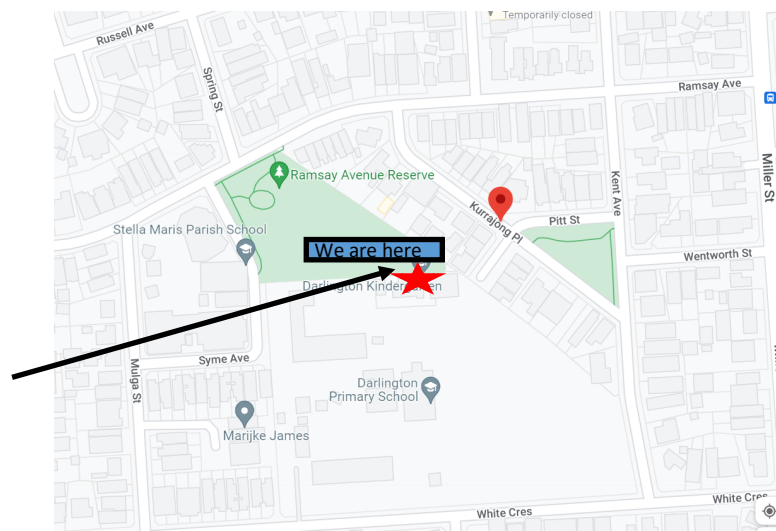 Temporarily closed
Russell Ave
Spring St
Ramsay Ave
Miller St
Ramsay Avenue Reserve
Kent Ave
Kurrajong Pl
Pitt St
Stella Maris Parish School
We are here
Wentworth St
Darlington Kindergarten
Syme Ave
Mulga St
Darlington
Primary School
Marijke James
White Cres
White Cres